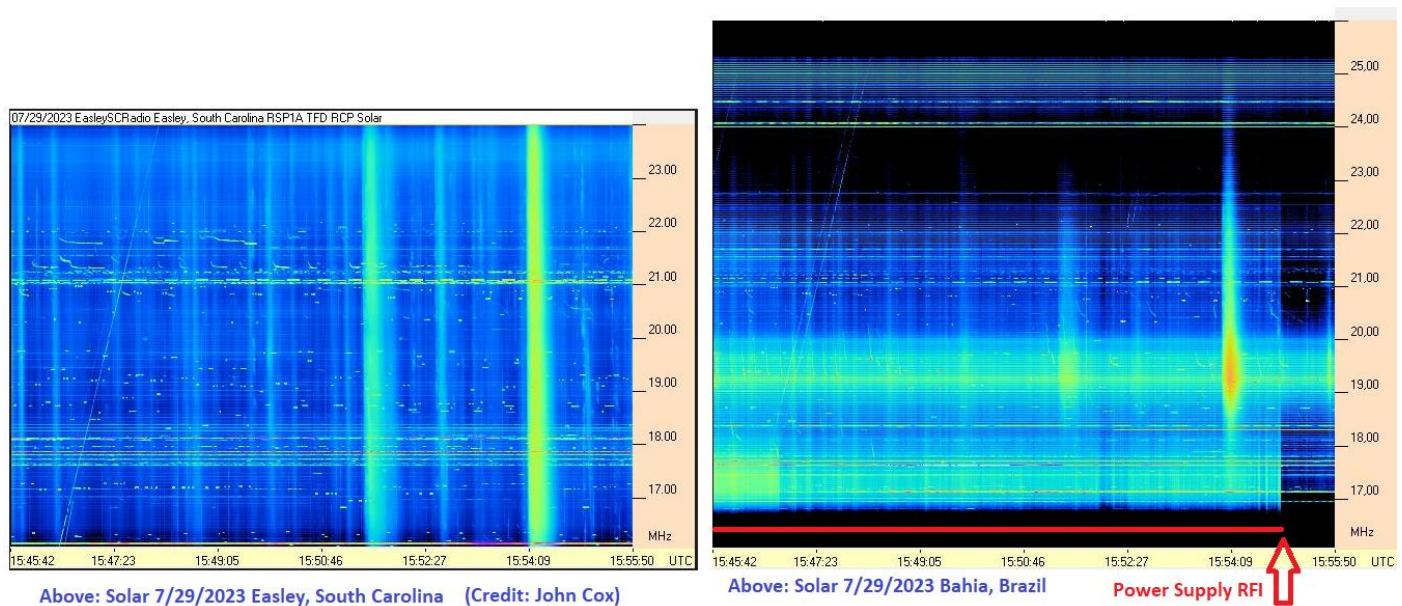 07/29/2023 EasleySCRadio Easley, South Carolina RSP1A TFD RCP Solar
23.00
22.00
21.00
20.00
19.00
18.00
17.00
MHz
15:45:42 15:47:23 15:49:05 15:50:46 15:52:27 15:54:09 15:55:50 UTC
Above: Solar 7/29/2023 Easley, South Carolina (Credit: John Cox)
25.00
24.00
23.00
22.00
21.00
20.00
19.00
18.00
17.00
MHz
15:45:42 15:47:23 15:49:05 15:50:46 15:52:27 15:54:09 15:55:50 UTC
Above: Solar 7/29/2023 Bahia, Brazil
Power Supply RFI